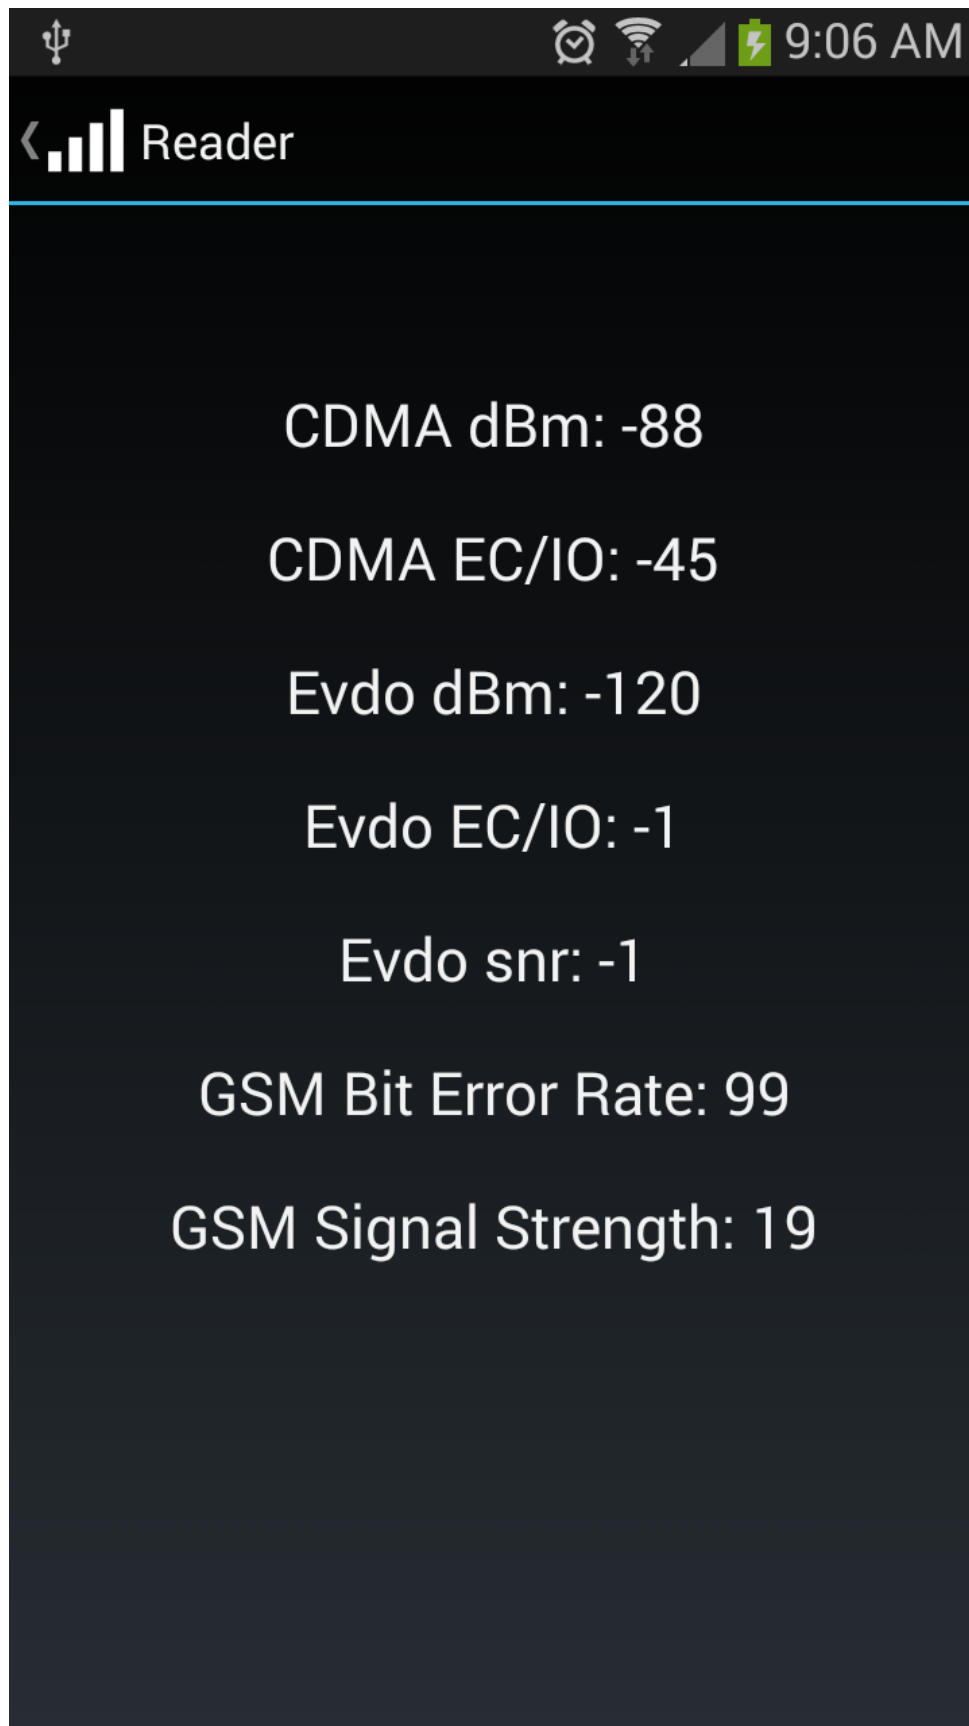 9:06 AM
Reader
CDMA dBm: -88
CDMA EC/IO: -45
Evdo dBm: -120
Evdo EC/IO: -1
Evdo snr: -1
GSM Bit Error Rate: 99
GSM Signal Strength: 19